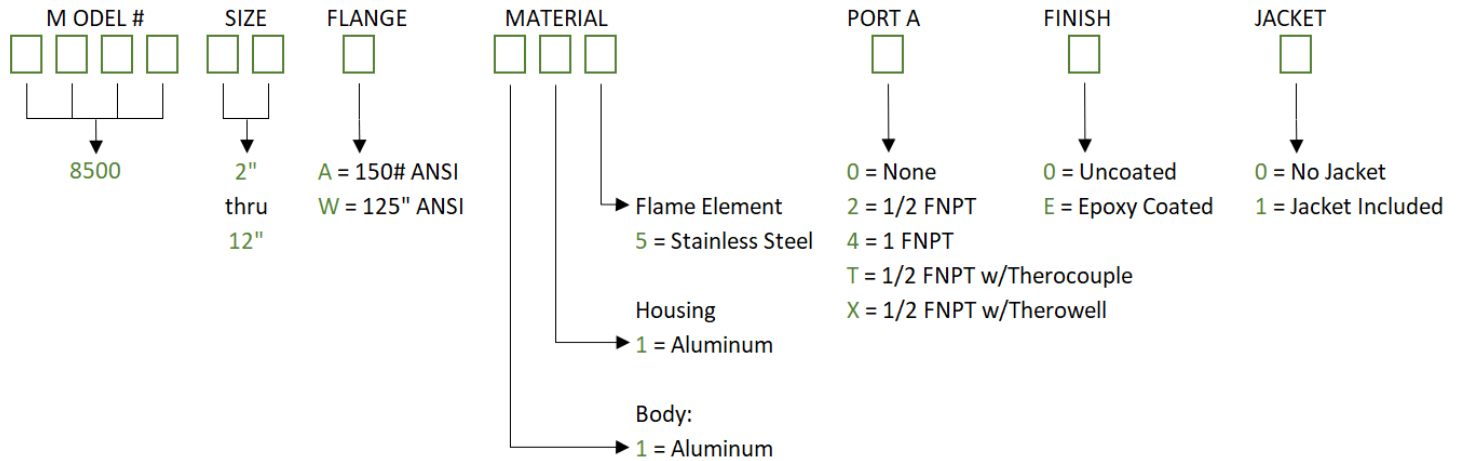 M ODEL #
SIZE
FLANGE
MATERIAL
PORT A
FINISH
JACKET
8500
2"
thru
12"
A = 150# ANSI
W = 125" ANSI
Flame Element
5 = Stainless Steel
Housing
1 = Aluminum
Body:
1 = Aluminum
0 = None
2 = 1/2 FNPT
4 = 1 FNPT
T = 1/2 FNPT w/Therocouple
X = 1/2 FNPT w/Therowell
0 = Uncoated
E = Epoxy Coated
0 = No Jacket
1 = Jacket Included